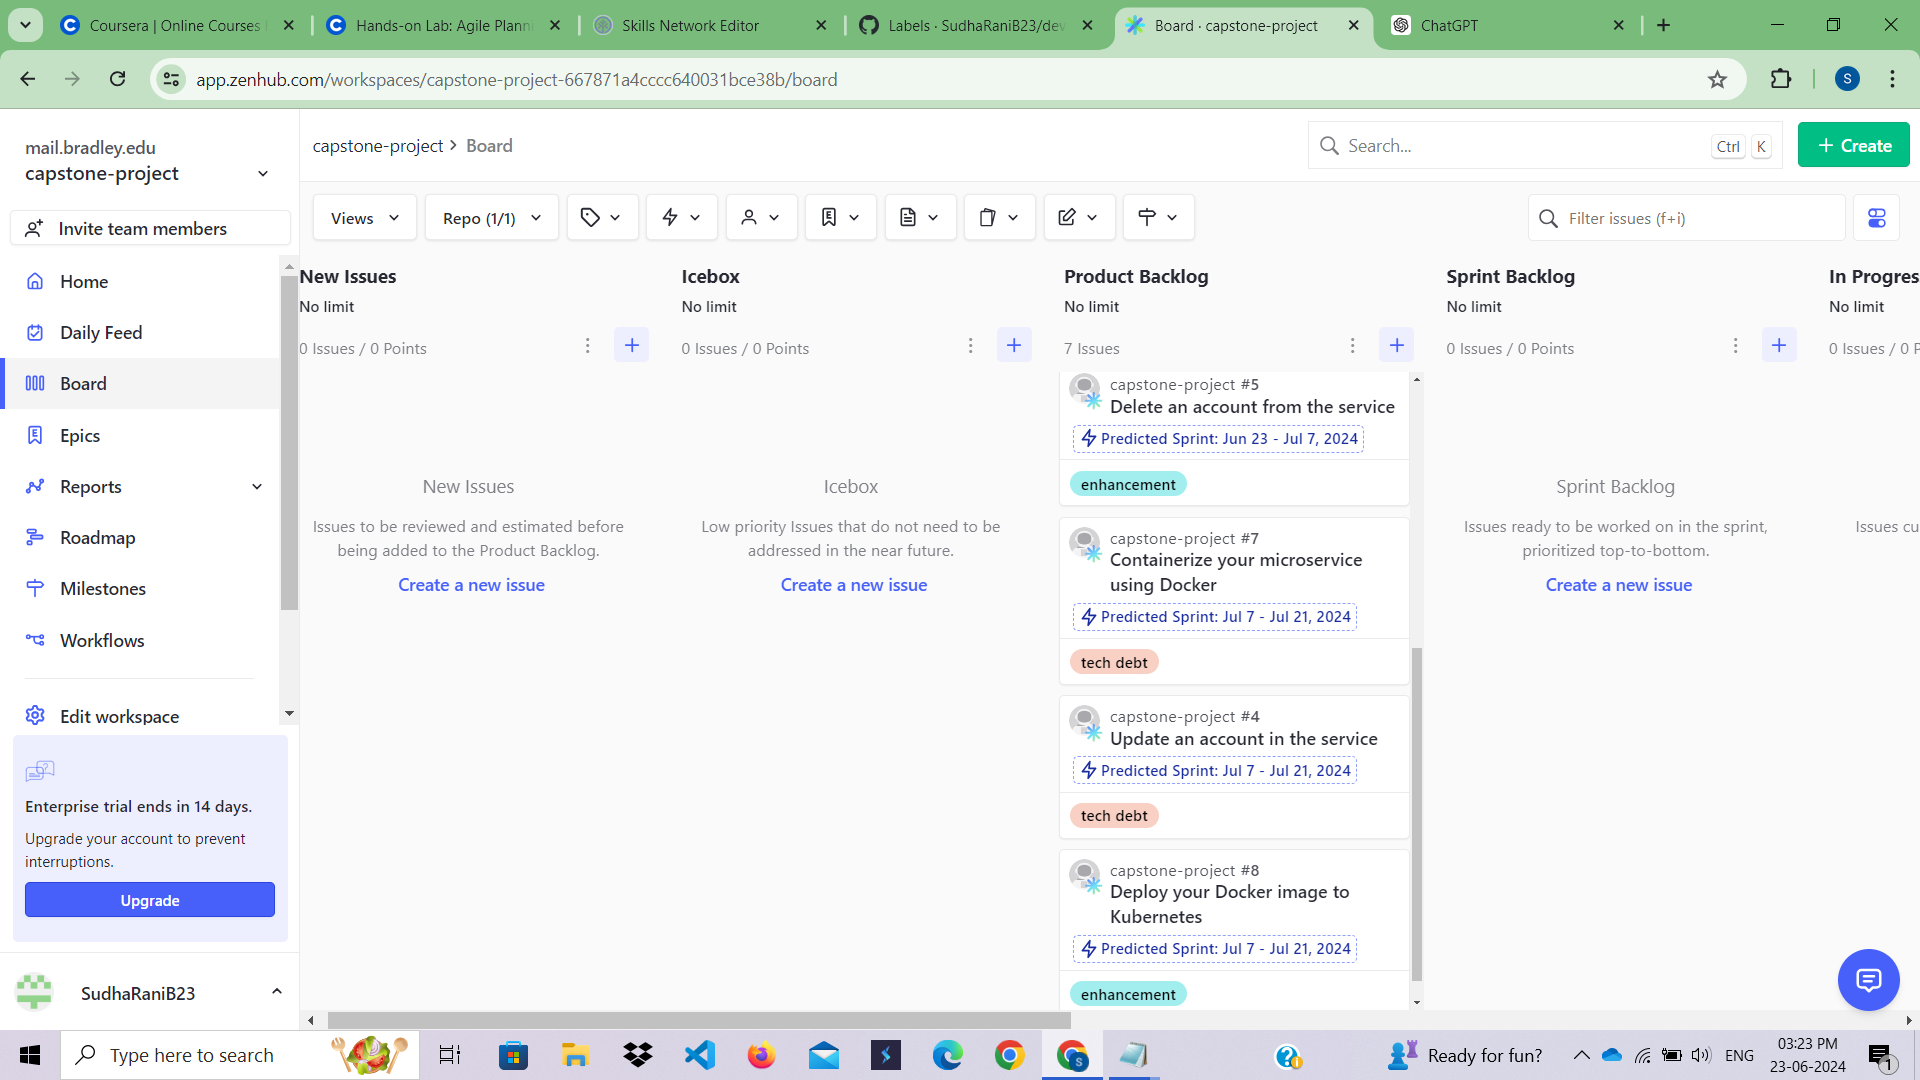 Coursera | Online Courses
Hands-on Lab: Agile Planni
Skills Network Editor
Labels · SudhaRaniB23/dev
Board · capstone-project
ChatGPT
app.zenhub.com/workspaces/capstone-project-667871a4cccc640031bce38b/board
S
mail.bradley.edu
capstone-project
Invite team members
Home
Daily Feed
Board
Epics
Reports
Roadmap
Milestones
Workflows
Edit workspace
Enterprise trial ends in 14 days.
Upgrade your account to prevent
interruptions.
Upgrade
SudhaRaniB23
capstone-project > Board
Search...
Ctrl K
+ Create
Views
Repo (1/1)
Filter issues (f+i)
New Issues
No limit
0 Issues / 0 Points
New Issues
Issues to be reviewed and estimated before
being added to the Product Backlog.
Create a new issue
Icebox
No limit
0 Issues / 0 Points
Icebox
Low priority Issues that do not need to be
addressed in the near future.
Create a new issue
Product Backlog
No limit
7 Issues
capstone-project #5
Delete an account from the service
Predicted Sprint: Jun 23 - Jul 7, 2024
enhancement
capstone-project #7
Containerize your microservice
using Docker
Predicted Sprint: Jul 7 - Jul 21, 2024
tech debt
capstone-project #4
Update an account in the service
Predicted Sprint: Jul 7 - Jul 21, 2024
tech debt
capstone-project #8
Deploy your Docker image to
Kubernetes
Predicted Sprint: Jul 7 - Jul 21, 2024
enhancement
Sprint Backlog
No limit
0 Issues / 0 Points
Sprint Backlog
Issues ready to be worked on in the sprint,
prioritized top-to-bottom.
Create a new issue
In Progres
No limit
0 Issues / 0 P
Issues cu
Type here to search
Ready for fun?
ENG
03:23 PM
23-06-2024
1